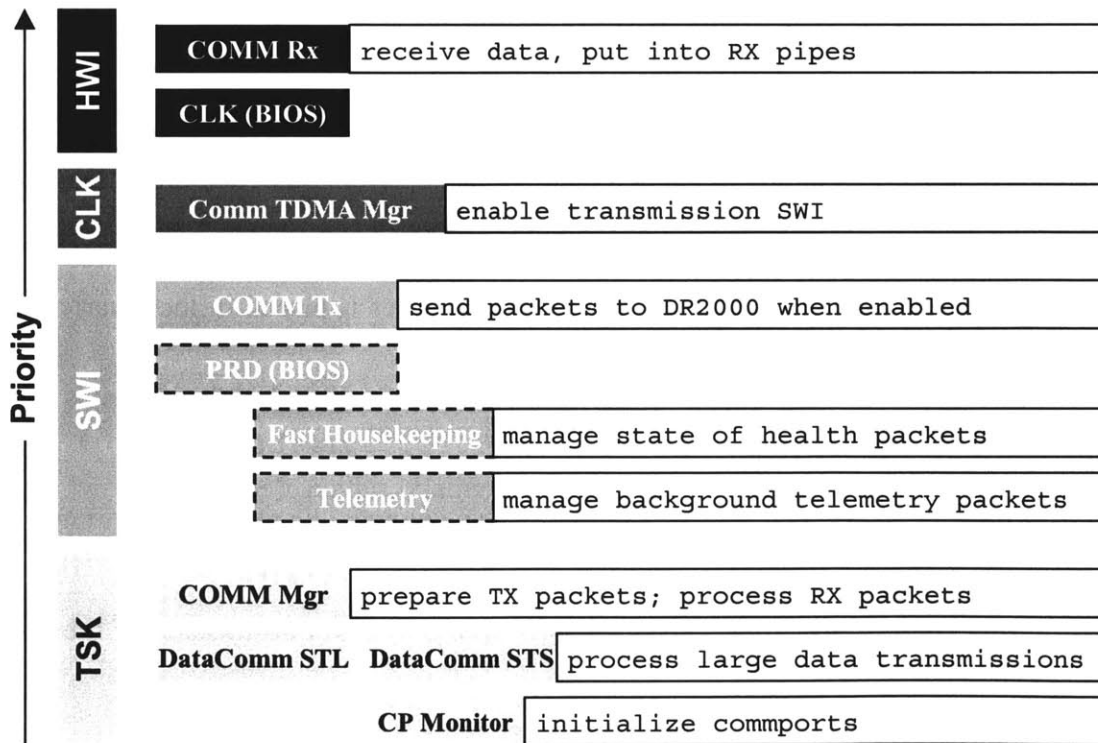 Priority
HWI
COMM Rx receive data, put into RX pipes
CLK (BIOS)
CLK
Comm TDMA Mgr enable transmission SWI
SWI
COMM Tx send packets to DR2000 when enabled
PRD (BIOS)
Fast Housekeeping manage state of health packets
Telemetry manage background telemetry packets
TSK
COMM Mgr prepare TX packets; process RX packets
DataComm STL DataComm STS process large data transmissions
CP Monitor initialize commports